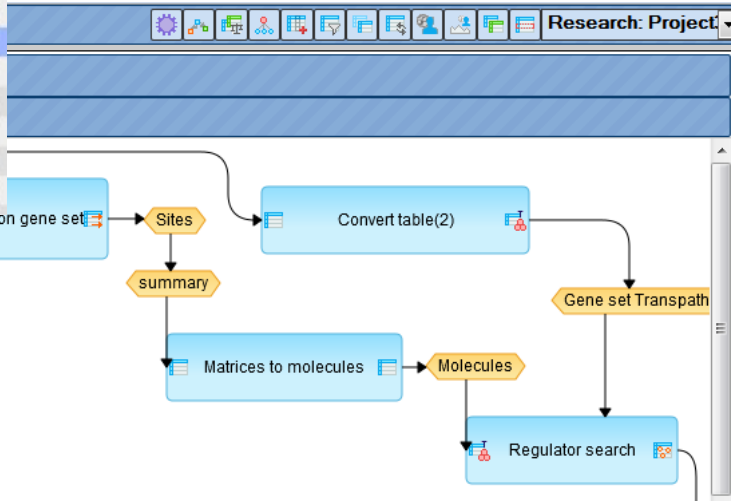 Research: Project
on gene set
Sites
Convert table(2)
summary
Gene set Transpath
Matrices to molecules
Molecules
Regulator search